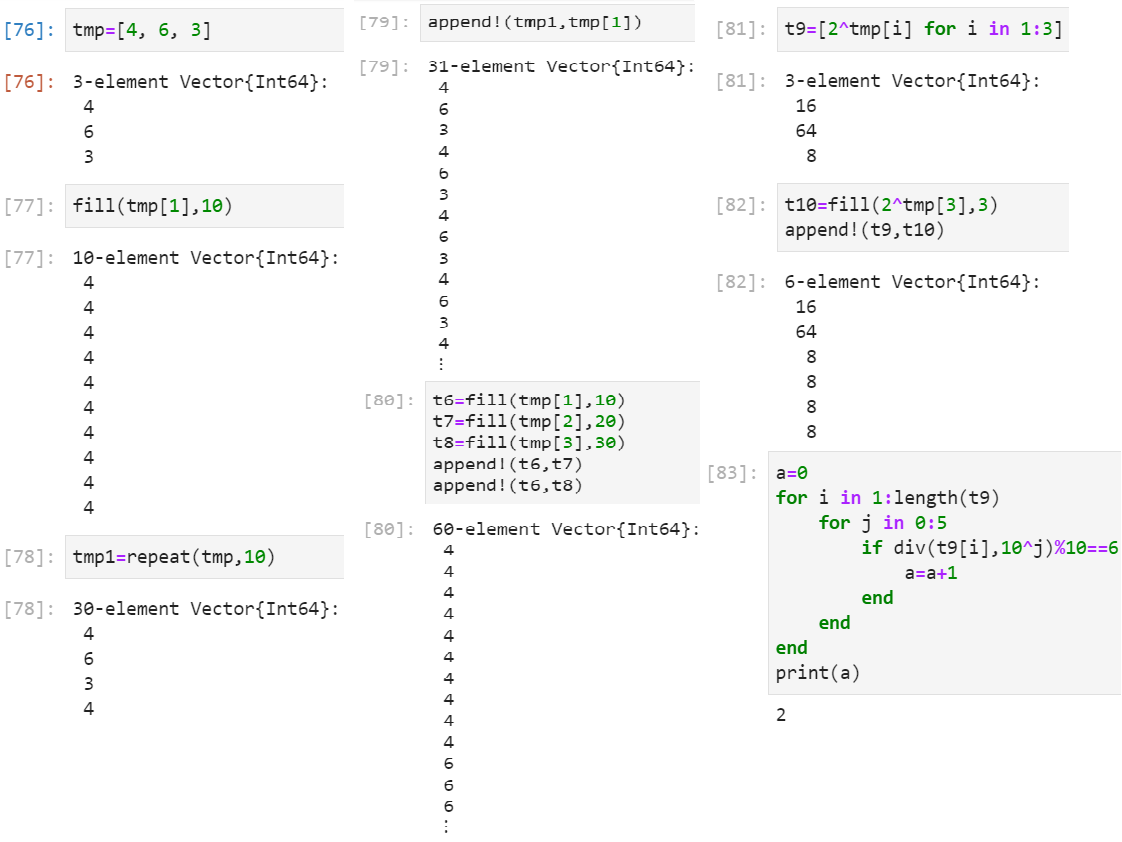 [76]: tmp=[4, 6, 3]
[76]: 3-element Vector{Int64}:
4
6
3
[77]: fill(tmp[1],10)
[77]: 10-element Vector{Int64}:
4
4
4
4
4
4
4
4
4
4
[78]: tmp1=repeat(tmp,10)
[78]: 30-element Vector{Int64}:
4
6
3
4
[79]: append!(tmp1,tmp[1])
[79]: 31-element Vector{Int64}:
4
6
3
4
6
3
4
6
3
4
6
3
4
⋮
[80]: t6=fill(tmp[1],10)
t7=fill(tmp[2],20)
t8=fill(tmp[3],30)
append!(t6,t7)
append!(t6,t8)
[80]: 60-element Vector{Int64}:
4
4
4
4
4
4
4
4
4
4
6
6
6
⋮
[81]: t9=[2^tmp[i] for i in 1:3]
[81]: 3-element Vector{Int64}:
16
64
8
[82]: t10=fill(2^tmp[3],3)
append!(t9,t10)
[82]: 6-element Vector{Int64}:
16
64
8
8
8
8
[83]: a=0
for i in 1:length(t9)
for j in 0:5
if div(t9[i],10^j)%10==6
a=a+1
end
end
end
print(a)
2